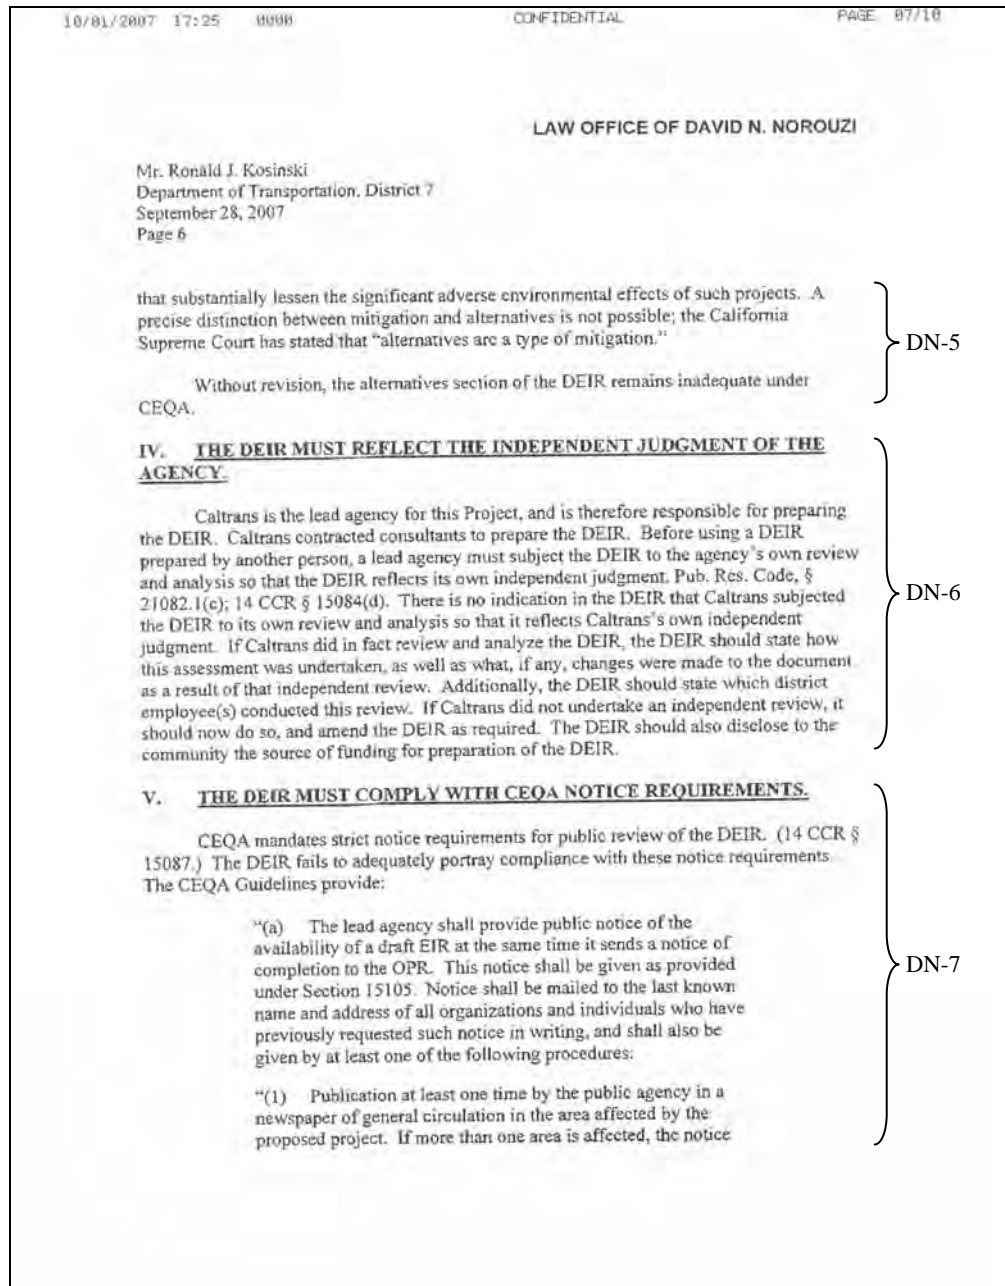 10/01/2007 17:25 0000 CONFIDENTIAL PAGE 07/10
LAW OFFICE OF DAVID N. NOROUZI
Mr. Ronald J. Kosinski
Department of Transportation, District 7
September 28, 2007
Page 6
that substantially lessen the significant adverse environmental effects of such projects. A
precise distinction between mitigation and alternatives is not possible; the California
Supreme Court has stated that “alternatives are a type of mitigation.”
DN-5
Without revision, the alternatives section of the DEIR remains inadequate under
CEQA.
IV. THE DEIR MUST REFLECT THE INDEPENDENT JUDGMENT OF THE
AGENCY.
Caltrans is the lead agency for this Project, and is therefore responsible for preparing
the DEIR. Caltrans contracted consultants to prepare the DEIR. Before using a DEIR
prepared by another person, a lead agency must subject the DEIR to the agency's own review
and analysis so that the DEIR reflects its own independent judgment. Pub. Res. Code, §
21082.1(c); 14 CCR § 15084(d). There is no indication in the DEIR that Caltrans subjected
the DEIR to its own review and analysis so that it reflects Caltrans's own independent
judgment. If Caltrans did in fact review and analyze the DEIR, the DEIR should state how
this assessment was undertaken, as well as what, if any, changes were made to the document
as a result of that independent review. Additionally, the DEIR should state which district
employee(s) conducted this review. If Caltrans did not undertake an independent review, it
should now do so, and amend the DEIR as required. The DEIR should also disclose to the
community the source of funding for preparation of the DEIR.
DN-6
V. THE DEIR MUST COMPLY WITH CEQA NOTICE REQUIREMENTS.
CEQA mandates strict notice requirements for public review of the DEIR. (14 CCR §
15087.) The DEIR fails to adequately portray compliance with these notice requirements
The CEQA Guidelines provide:
“(a) The lead agency shall provide public notice of the
availability of a draft EIR at the same time it sends a notice of
completion to the OPR. This notice shall be given as provided
under Section 15105. Notice shall be mailed to the last known
name and address of all organizations and individuals who have
previously requested such notice in writing, and shall also be
given by at least one of the following procedures:
DN-7
“(1) Publication at least one time by the public agency in a
newspaper of general circulation in the area affected by the
proposed project. If more than one area is affected, the notice